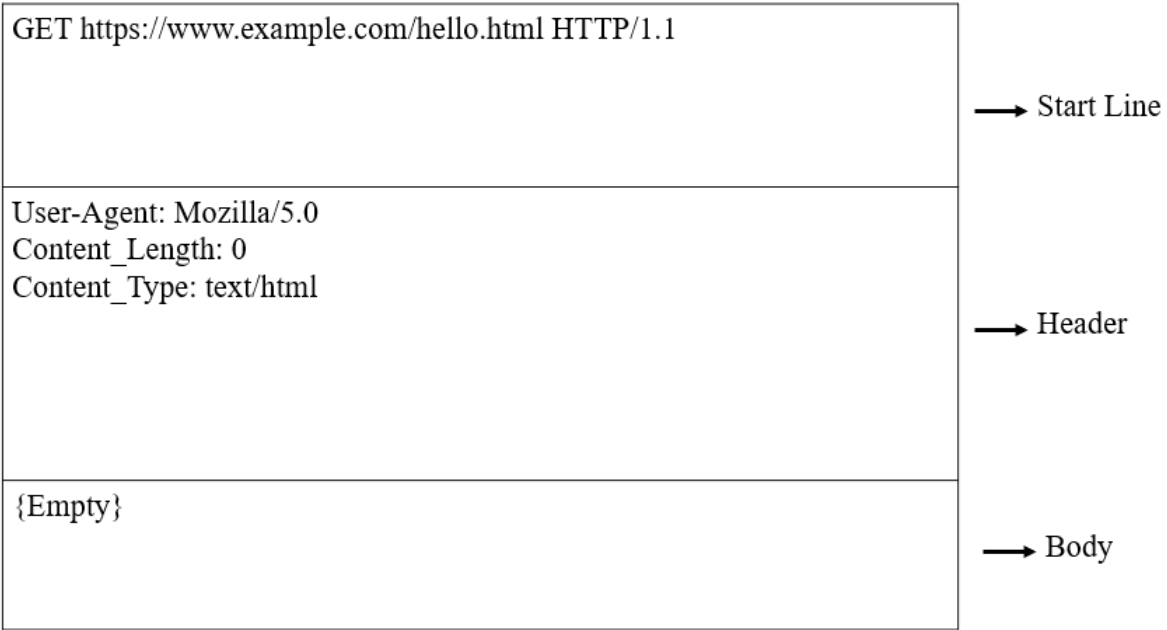 GET https://www.example.com/hello.html HTTP/1.1
Start Line
User-Agent: Mozilla/5.0
Content_Length: 0
Content_Type: text/html
Header
{Empty}
Body